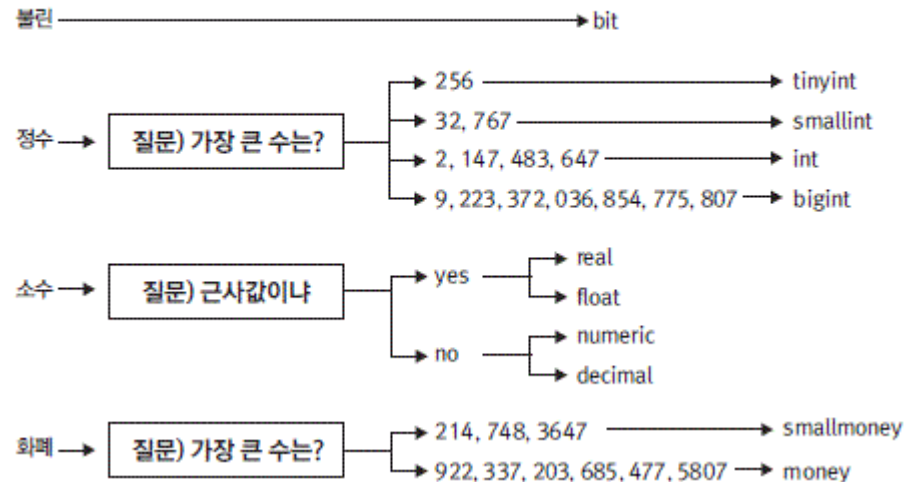 불린 bit
256 tinyint
32, 767 smallint
정수 질문) 가장 큰 수는?
2, 147, 483, 647 int
9, 223, 372, 036, 854, 775, 807 bigint
real
yes
소수 질문) 근사값이냐
float
numeric
no
decimal
214, 748, 3647 smallmoney
화폐 질문) 가장 큰 수는?
922, 337, 203, 685, 477, 5807 money